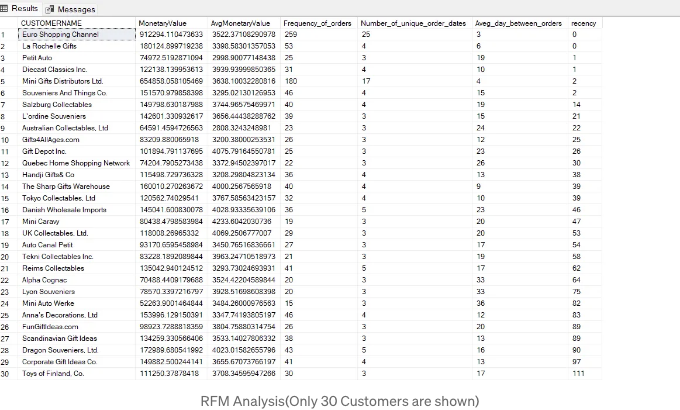 Results Messages
CUSTOMERNAME MonetaryValue AvgMonetaryValue Frequency_of_orders Number_of_unique_order_dates Aveg_day_between_orders recency
1 Euro Shopping Channel 912294.110473633 3522.37108290978 259 25 3 0
2 La Rochelle Gifts 180124.899719238 3398.58301357053 53 4 6 0
3 Petit Auto 74972.5192871094 2998.90077148438 25 3 19 1
4 Diecast Classics Inc. 122138.139953613 3939.93999850365 31 4 10 1
5 Mini Gifts Distributors Ltd. 654858.058105469 3638.10032280816 180 17 4 2
6 Souveniers And Things Co. 151570.979858398 3295.02130126953 46 4 15 2
7 Salzburg Collectables 149798.630187988 3744.96575469971 40 4 19 14
8 L'ordine Souveniers 142601.330932617 3656.44438288762 39 3 15 21
9 Australian Collectables, Ltd 64591.4594726563 2808.3243248981 23 3 24 22
10 Gifts4AllAges.com 83209.880065918 3200.38000253531 26 3 12 25
11 Gift Depot Inc. 101894.791137695 4075.79164550781 25 3 23 26
12 Quebec Home Shopping Network 74204.7905273438 3372.94502397017 22 3 26 30
13 Handji Gifts& Co 115498.729736328 3208.29804823134 36 4 13 38
14 The Sharp Gifts Warehouse 160010.270263672 4000.2567565918 40 4 9 39
15 Tokyo Collectables, Ltd 120562.74029541 3767.58563423157 32 4 10 39
16 Danish Wholesale Imports 145041.600830078 4028.93335639106 36 5 23 46
17 Mini Caravy 80438.4798583984 4233.6042030736 19 3 20 47
18 UK Collectables, Ltd. 118008.26965332 4069.2506777007 29 3 20 53
19 Auto Canal Petit 93170.6595458984 3450.76516836661 27 3 17 54
20 Tekni Collectables Inc. 83228.1892089844 3963.24710518973 21 3 19 58
21 Reims Collectables 135042.940124512 3293.73024693931 41 5 17 62
22 Alpha Cognac 70488.4409179688 3524.42204589844 20 3 33 64
23 Lyon Souveniers 78570.3397216797 3928.51698608398 20 3 33 75
24 Mini Auto Werke 52263.9001464844 3484.26000976563 15 3 36 82
25 Anna's Decorations, Ltd 153996.129150391 3347.74193805197 46 4 12 83
26 FunGiftIdeas.com 98923.7288818359 3804.75880314754 26 3 20 89
27 Scandinavian Gift Ideas 134259.330566406 3533.14027806332 38 3 17 89
28 Dragon Souveniers, Ltd. 172989.680541992 4023.01582655796 43 5 16 90
29 Corporate Gift Ideas Co. 149882.500244141 3655.67073766197 41 4 13 97
30 Toys of Finland, Co. 111250.37878418 3708.34595947266 30 3 17 111
RFM Analysis(Only 30 Customers are shown)